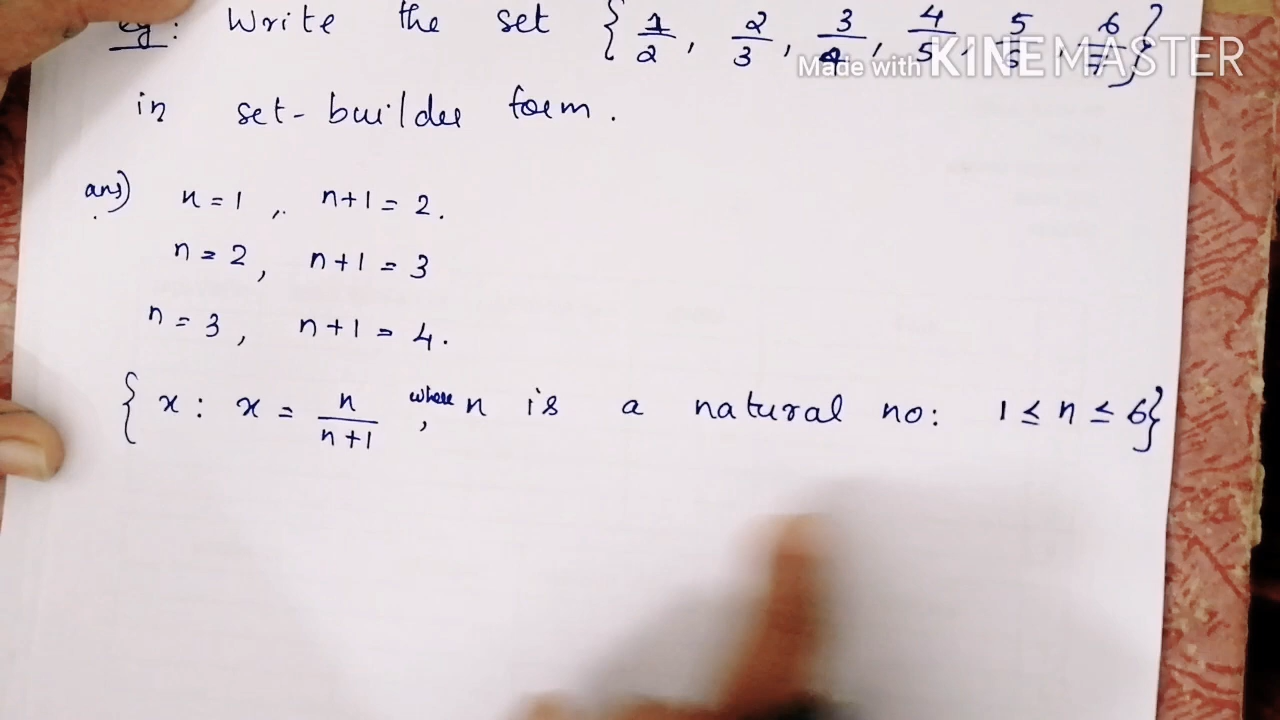 eg: Write the set { 1/2, 2/3, 3/4, 4/5, 5/6, 6/7 }
Made with KINEMASTER
in set-builder form.
ans) n = 1, n+1 = 2.
n = 2, n+1 = 3
n = 3, n+1 = 4.
{ x : x = n/n+1, where n is a natural no: 1 ≤ n ≤ 6}